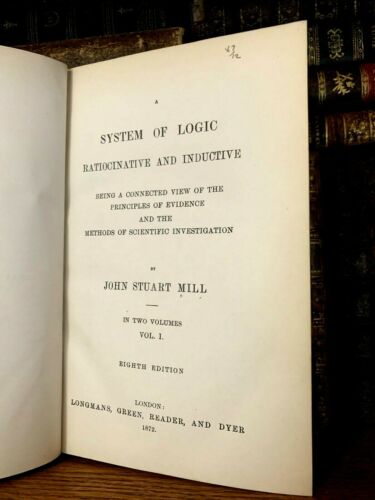 A
SYSTEM OF LOGIC
RATIOCINATIVE AND INDUCTIVE
BEING A CONNECTED VIEW OF THE
PRINCIPLES OF EVIDENCE
AND THE
METHODS OF SCIENTIFIC INVESTIGATION
BY
JOHN STUART MILL
IN TWO VOLUMES
VOL. I.
EIGHTH EDITION
LONDON:
LONGMANS, GREEN, READER, AND DYER
1872.